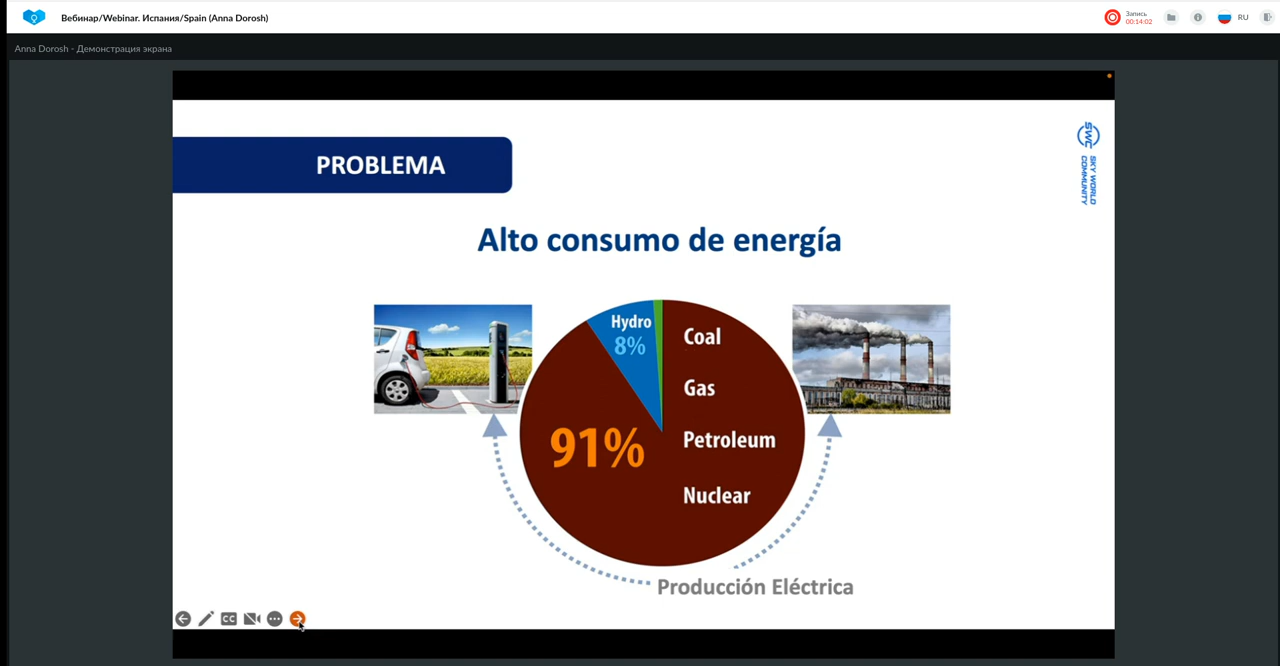 Вебинар/Webinar. Испания/Spain (Anna Dorosh)
Запись
00:14:02
RU
Anna Dorosh - Демонстрация экрана
PROBLEMA
SWC
SKY WORLD
COMMUNITY
Alto consumo de energía
Hydro
8%
Coal
Gas
91%
Petroleum
Nuclear
Producción Eléctrica
CC